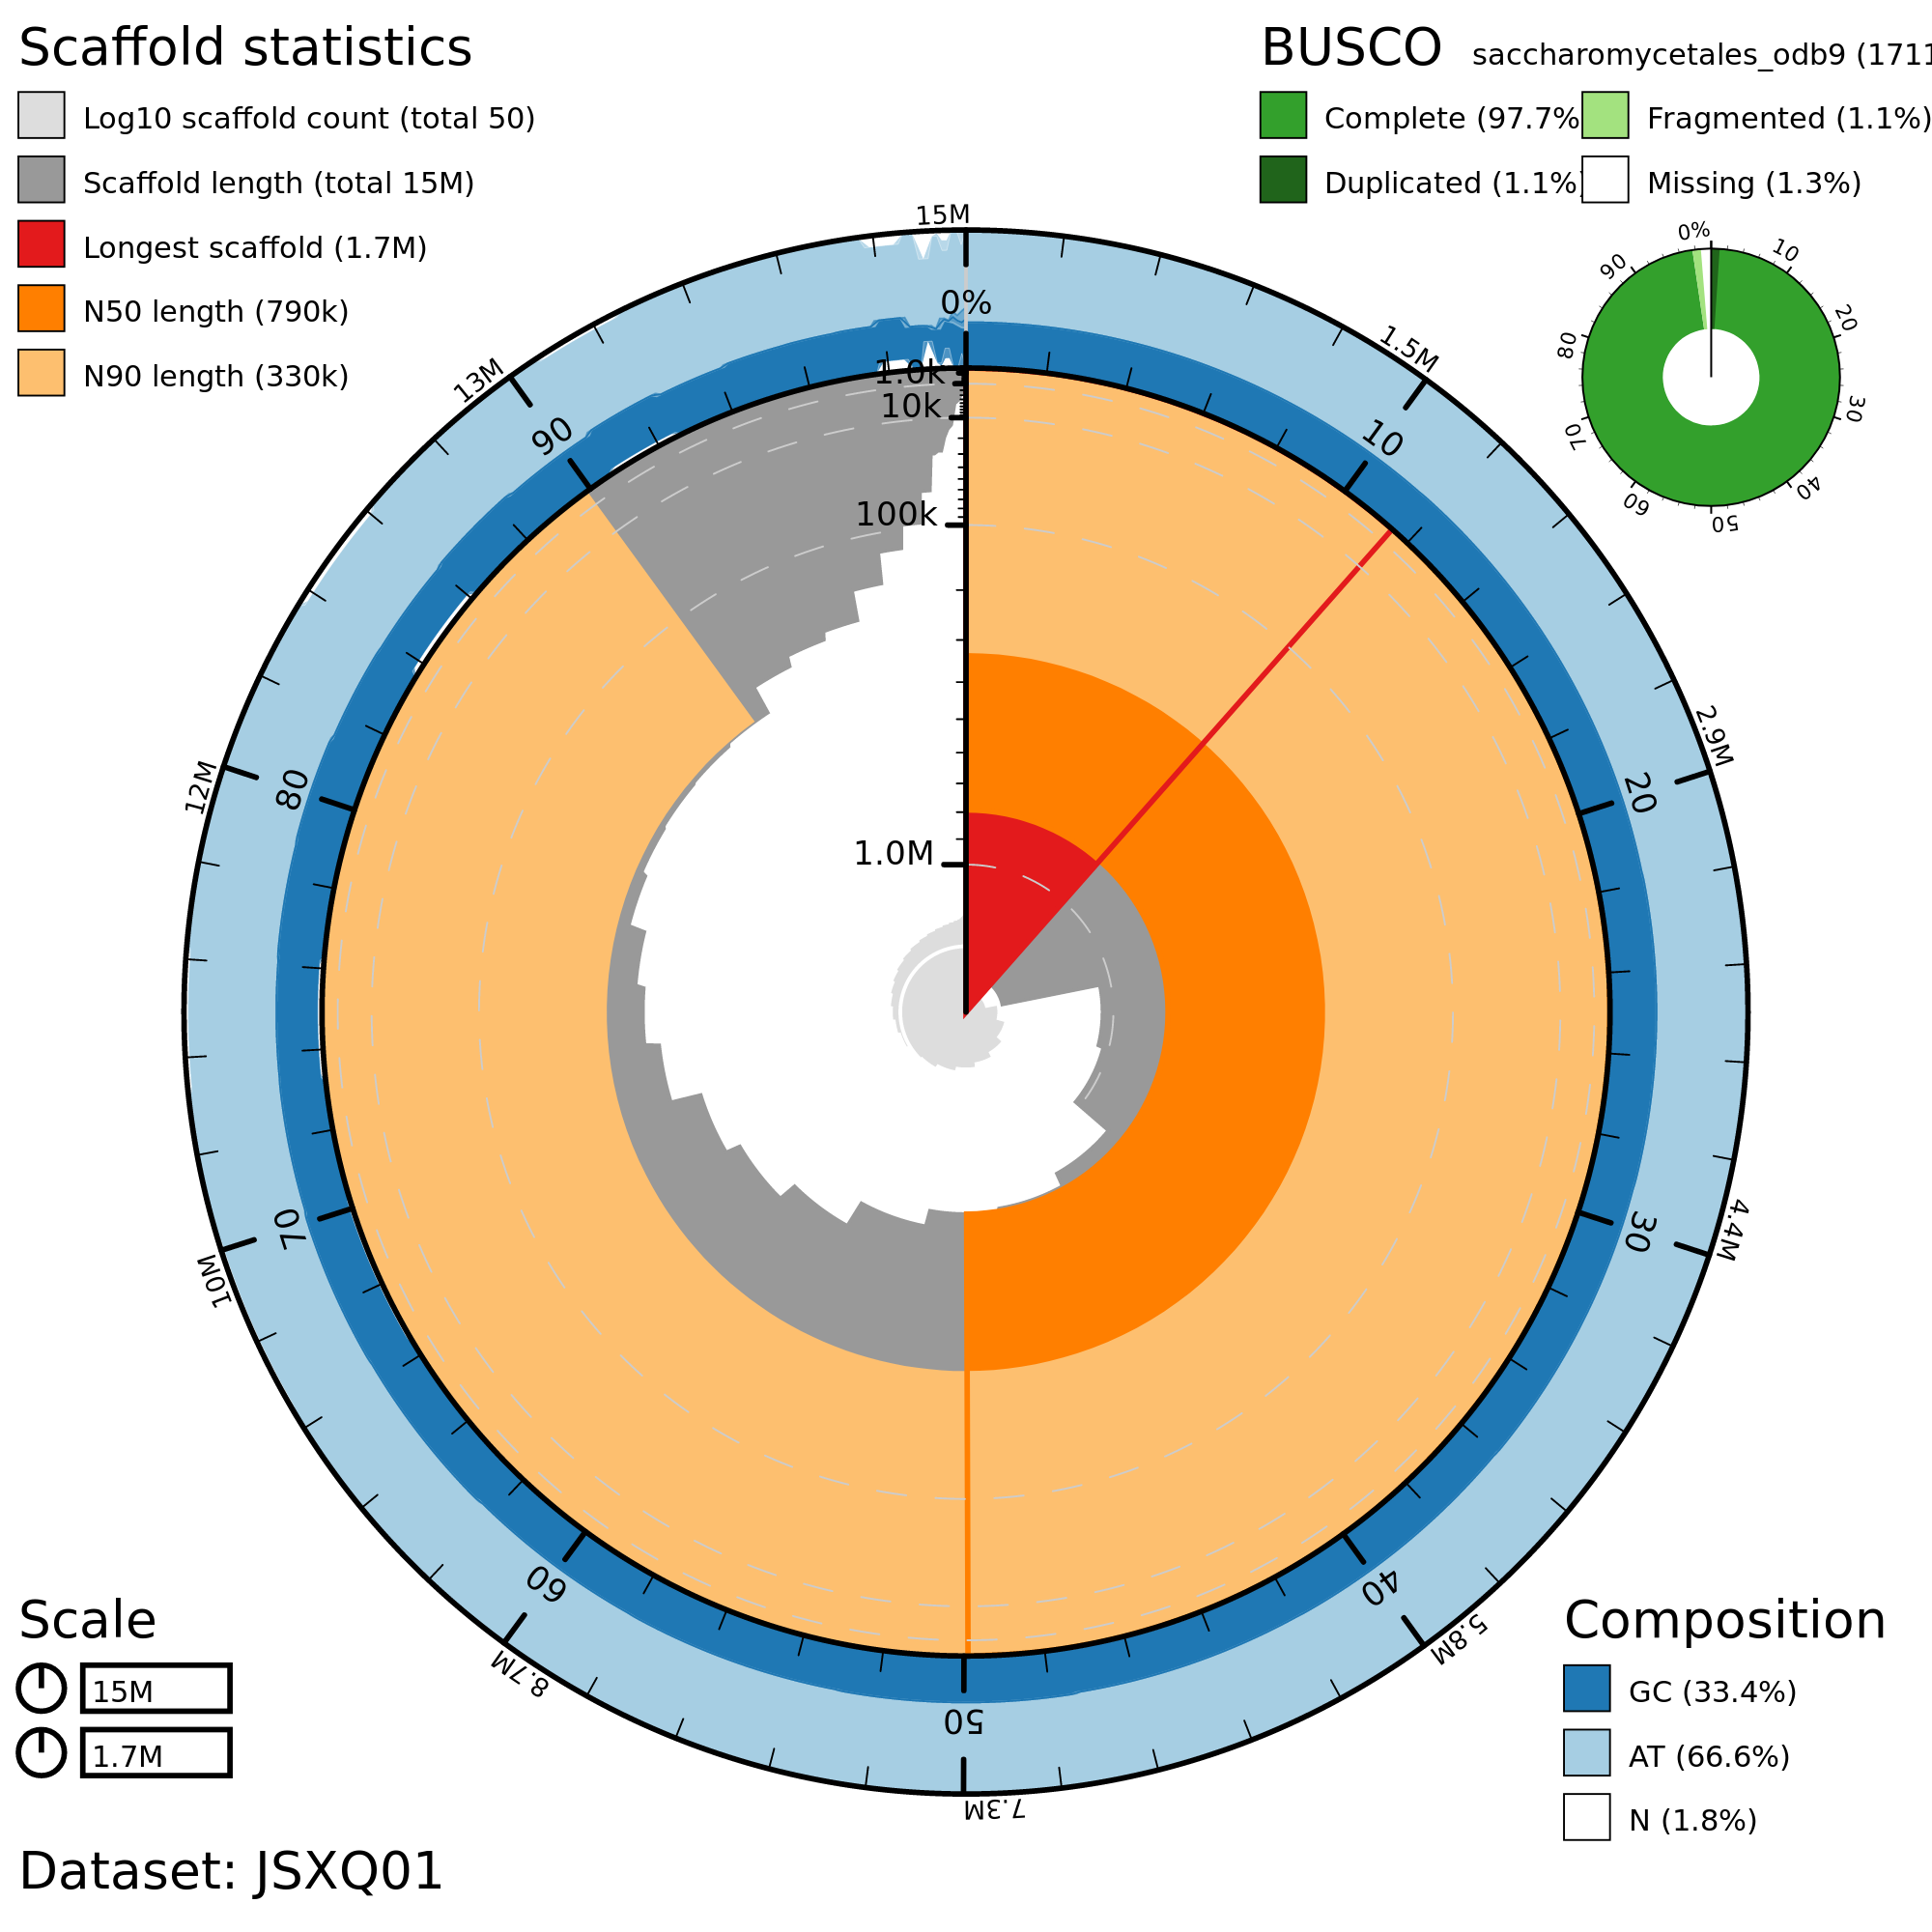 Scaffold statistics
Log10 scaffold count (total 50)
Scaffold length (total 15M)
Longest scaffold (1.7M)
N50 length (790k)
N90 length (330k)
BUSCO saccharomycetales_odb9 (1711
Complete (97.7%
Fragmented (1.1%)
Duplicated (1.1%)
Missing (1.3%)
0%
10
20
30
40
50
60
70
80
90
15M
1.5M
2.9M
4.4M
5.8M
7.3M
8.7M
10M
12M
13M
0%
10
20
30
40
50
60
70
80
90
1.0k
10k
100k
1.0M
Scale
15M
1.7M
Composition
GC (33.4%)
AT (66.6%)
N (1.8%)
Dataset: JSXQ01